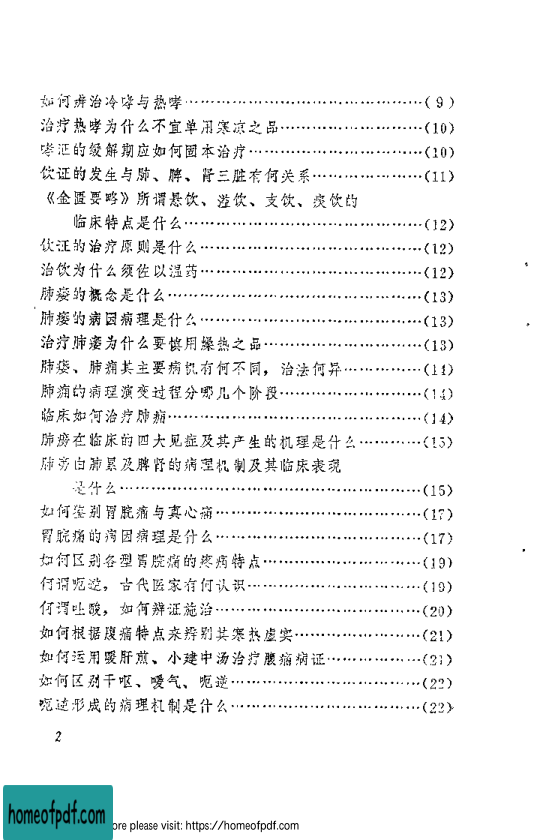 如何辨治冷哮与热哮……………………………………(9)
治疗热哮为什么不宜单用寒凉之品……………………(10)
哮证的缓解期应如何固本治疗…………………………(10)
饮证的发生与肺、脾、肾三脏有何关系………………(11)
《金匮要略》所谓悬饮、溢饮、支饮、痰饮的
临床特点是什么……………………………………(12)
饮证的治疗原则是什么…………………………………(12)
治饮为什么须佐以温药…………………………………(12)
肺痿的概念是什么………………………………………(13)
肺痿的病因病理是什么…………………………………(13)
治疗肺痿为什么要慎用燥热之品………………………(13)
肺痿、肺痈其主要病机有何不同，治法何异…………(14)
肺痈的病理演变过程分哪几个阶段……………………(14)
临床如何治疗肺痈………………………………………(14)
肺痨在临床的四大见症及其产生的机理是什么………(15)
肺痨由肺累及脾肾的病理机制及其临床表现
是什么………………………………………………(15)
如何鉴别胃脘痛与真心痛………………………………(17)
胃脘痛的病因病理是什么………………………………(17)
如何区别各型胃脘痛的疼痛特点………………………(19)
何谓呃逆，古代医家有何认识…………………………(19)
何谓吐酸，如何辨证施治………………………………(20)
如何根据腹痛特点来辨别其寒热虚实…………………(21)
如何运用暖肝煎、小建中汤治疗腹痛病证……………(21)
如何区别干呕、嗳气、呃逆……………………………(22)
呃逆形成的病理机制是什么……………………………(22)
2
homeofpdf.com
ore please visit: https://homeofpdf.com